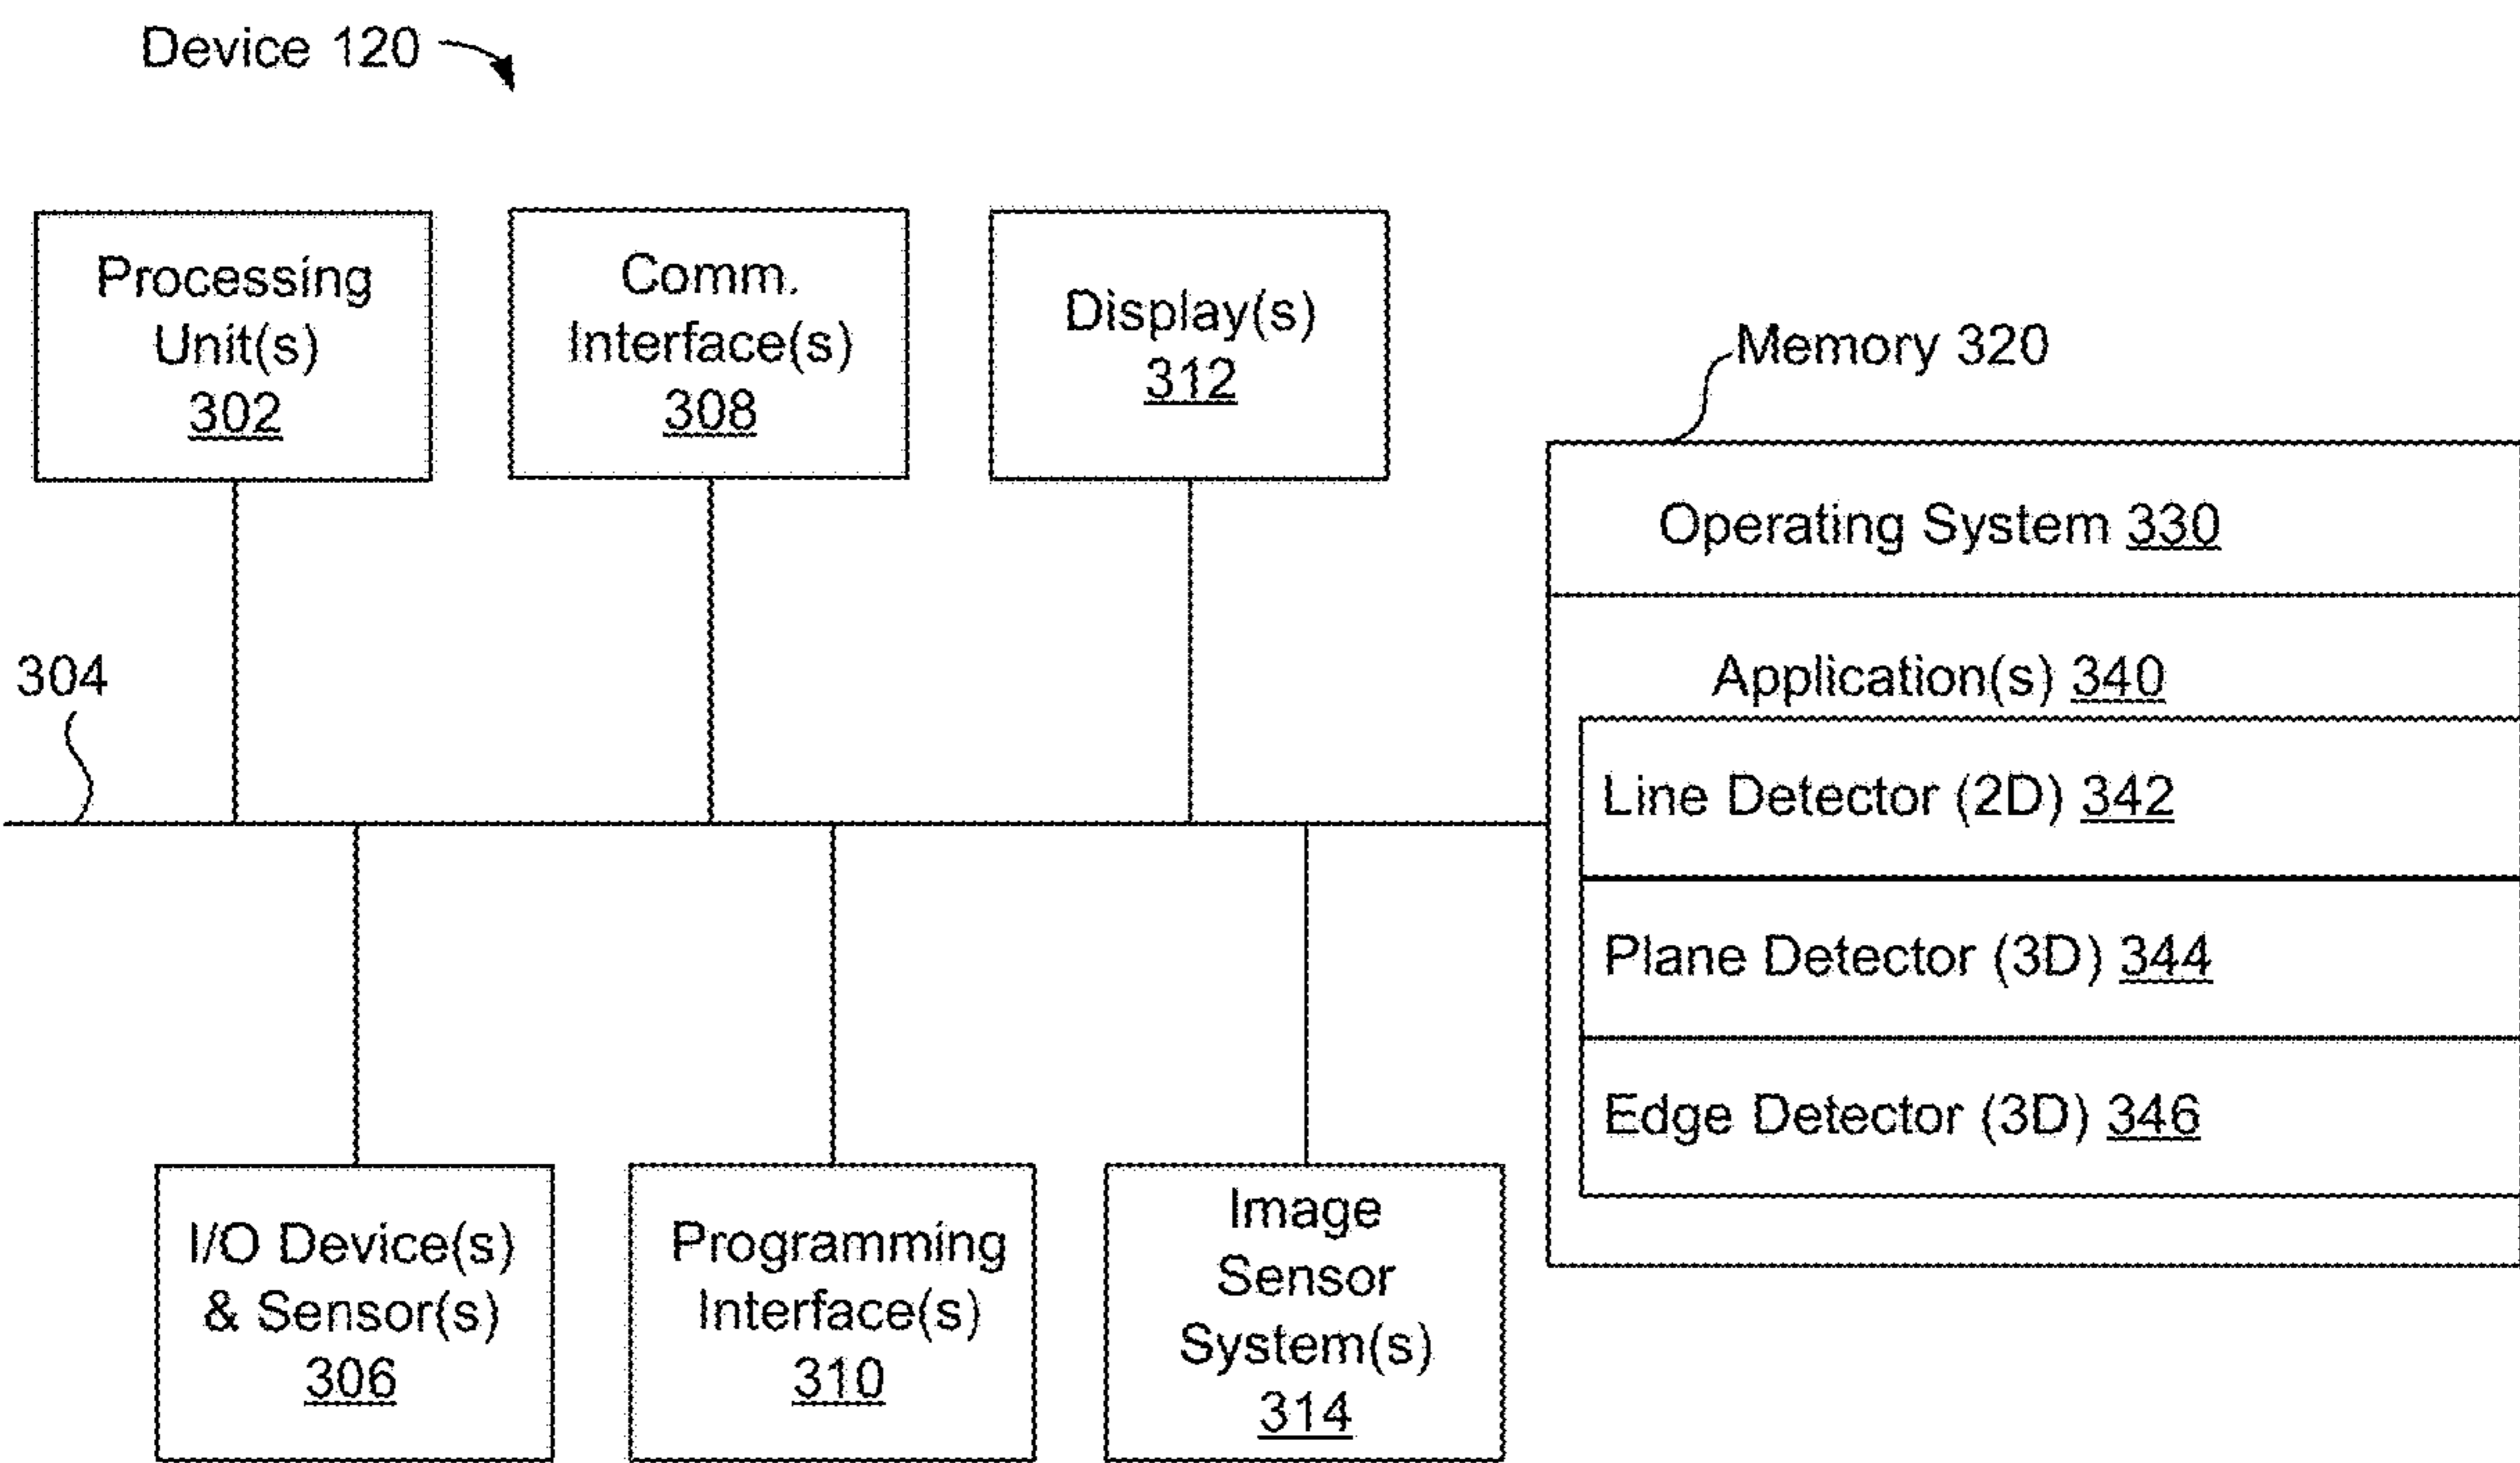 Device 120
Processing
Unit(s)
302
Comm.
Interface(s)
308
Display(s)
312
Memory 320
Operating System 330
Application(s) 340
Line Detector (2D) 342
Plane Detector (3D) 344
Edge Detector (3D) 346
304
I/O Device(s)
& Sensor(s)
306
Programming
Interface(s)
310
Image
Sensor
System(s)
314